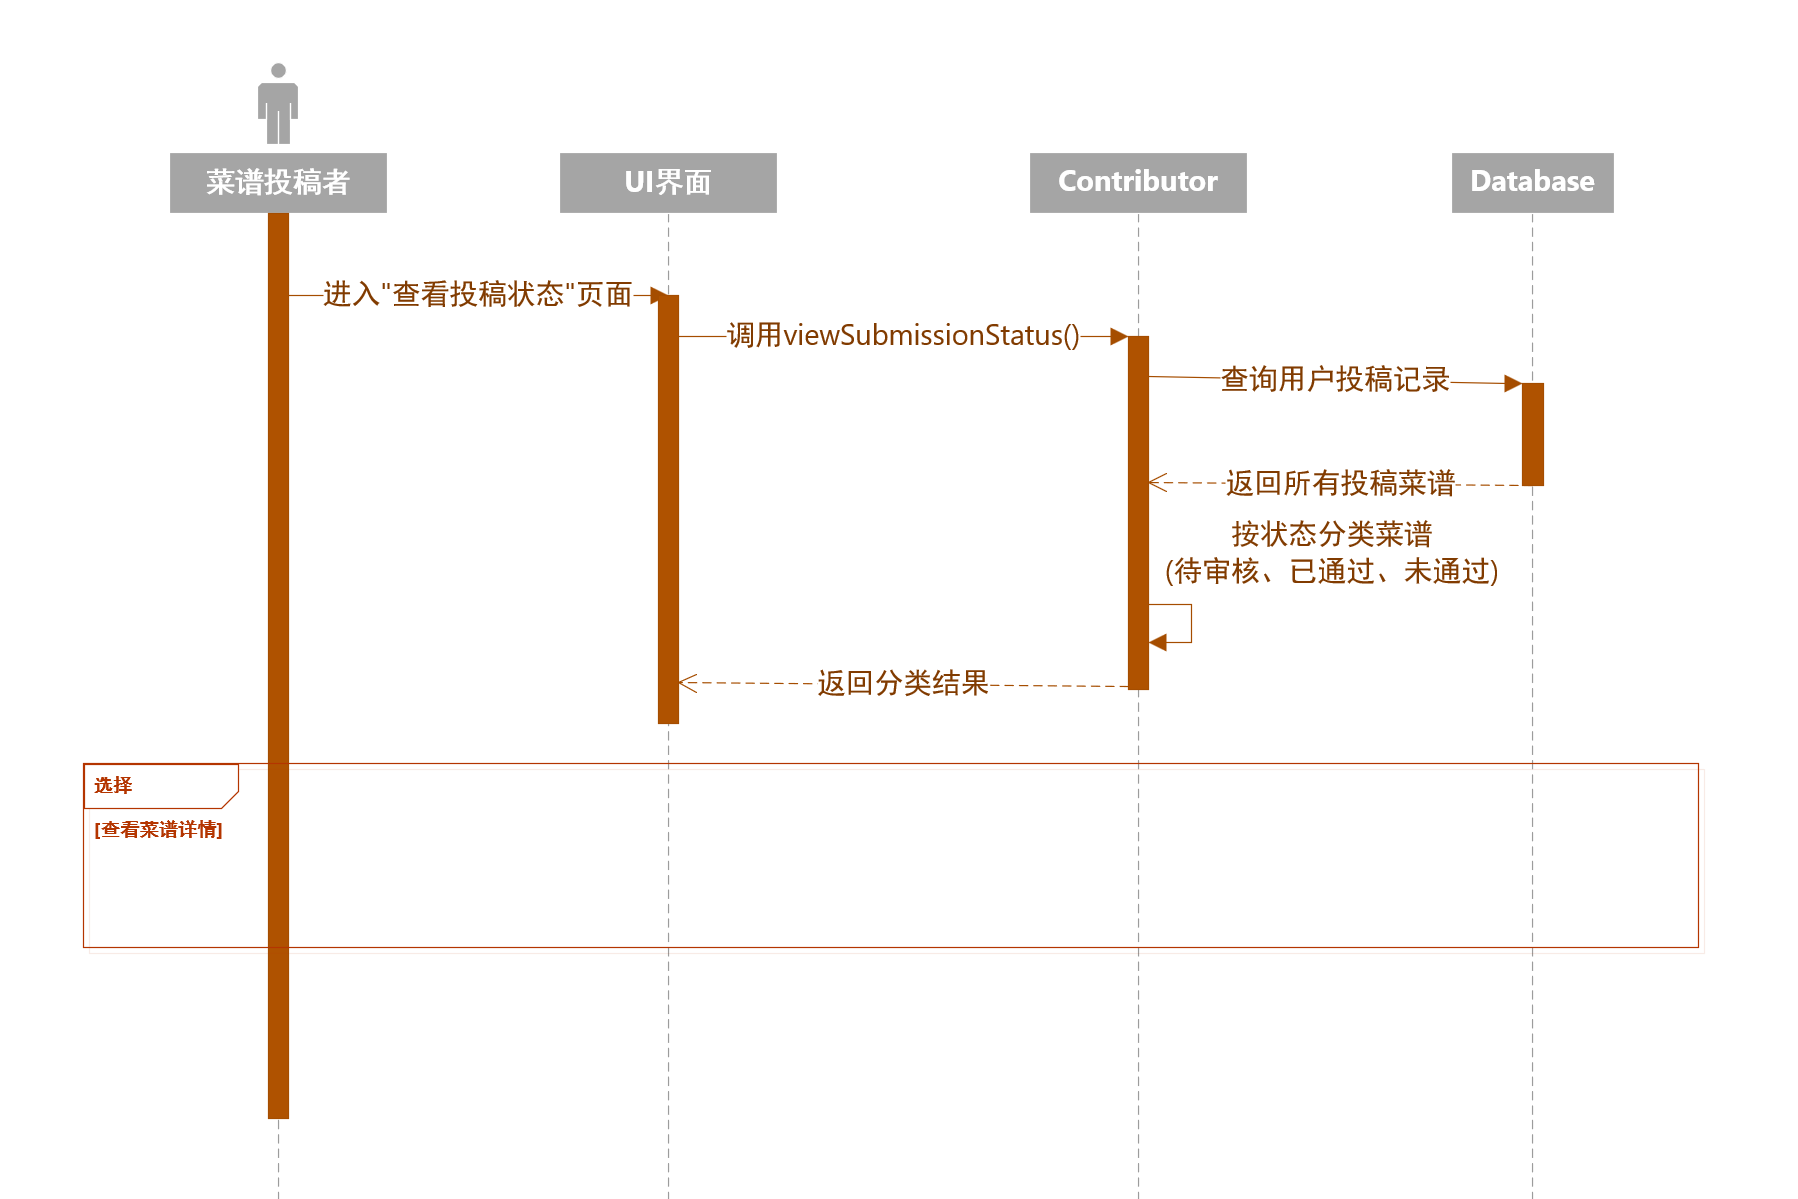 菜谱投稿者
UI界面
Contributor
Database
进入"查看投稿状态"页面
调用viewSubmissionStatus()
查询用户投稿记录
返回所有投稿菜谱
按状态分类菜谱
(待审核、已通过、未通过)
返回分类结果
选择
[查看菜谱详情]